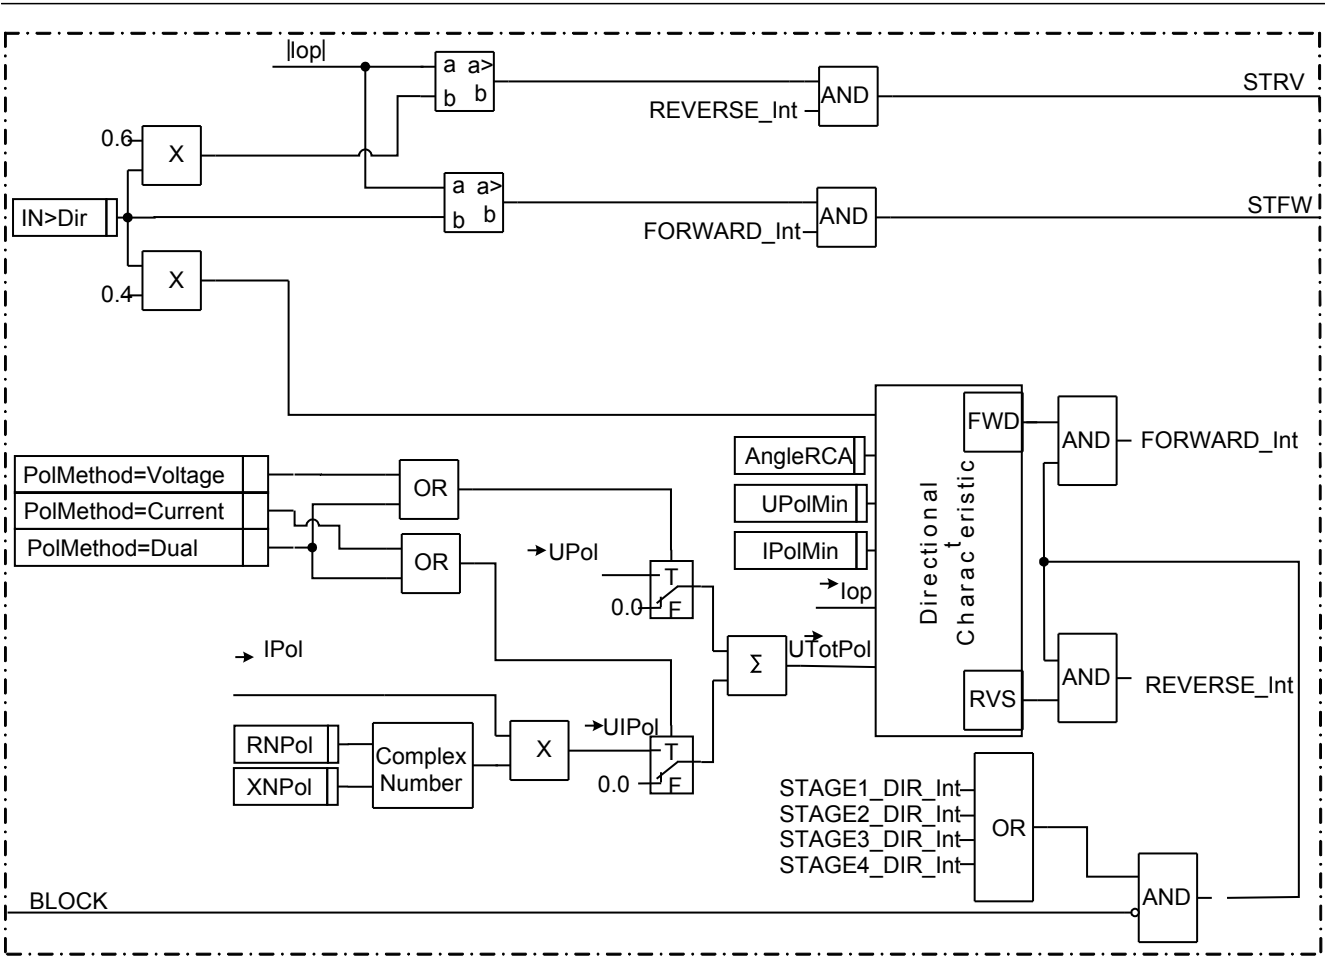 |Iop|
a a>
b b
REVERSE_Int
AND
STRV
0.6
X
IN>Dir
a a>
b b
FORWARD_Int
AND
STFW
X
0.4
PolMethod=Voltage
PolMethod=Current
PolMethod=Dual
OR
OR
UPol
T
0.0
F
IPol
RNPol
XNPol
Complex
Number
X
UIPol
T
0.0
F
Σ
AngleRCA
UPolMin
IPolMin
Iop
UTotPol
Directional
Characteristic
FWD
RVS
AND
FORWARD_Int
AND
REVERSE_Int
STAGE1_DIR_Int
STAGE2_DIR_Int
STAGE3_DIR_Int
STAGE4_DIR_Int
OR
BLOCK
AND